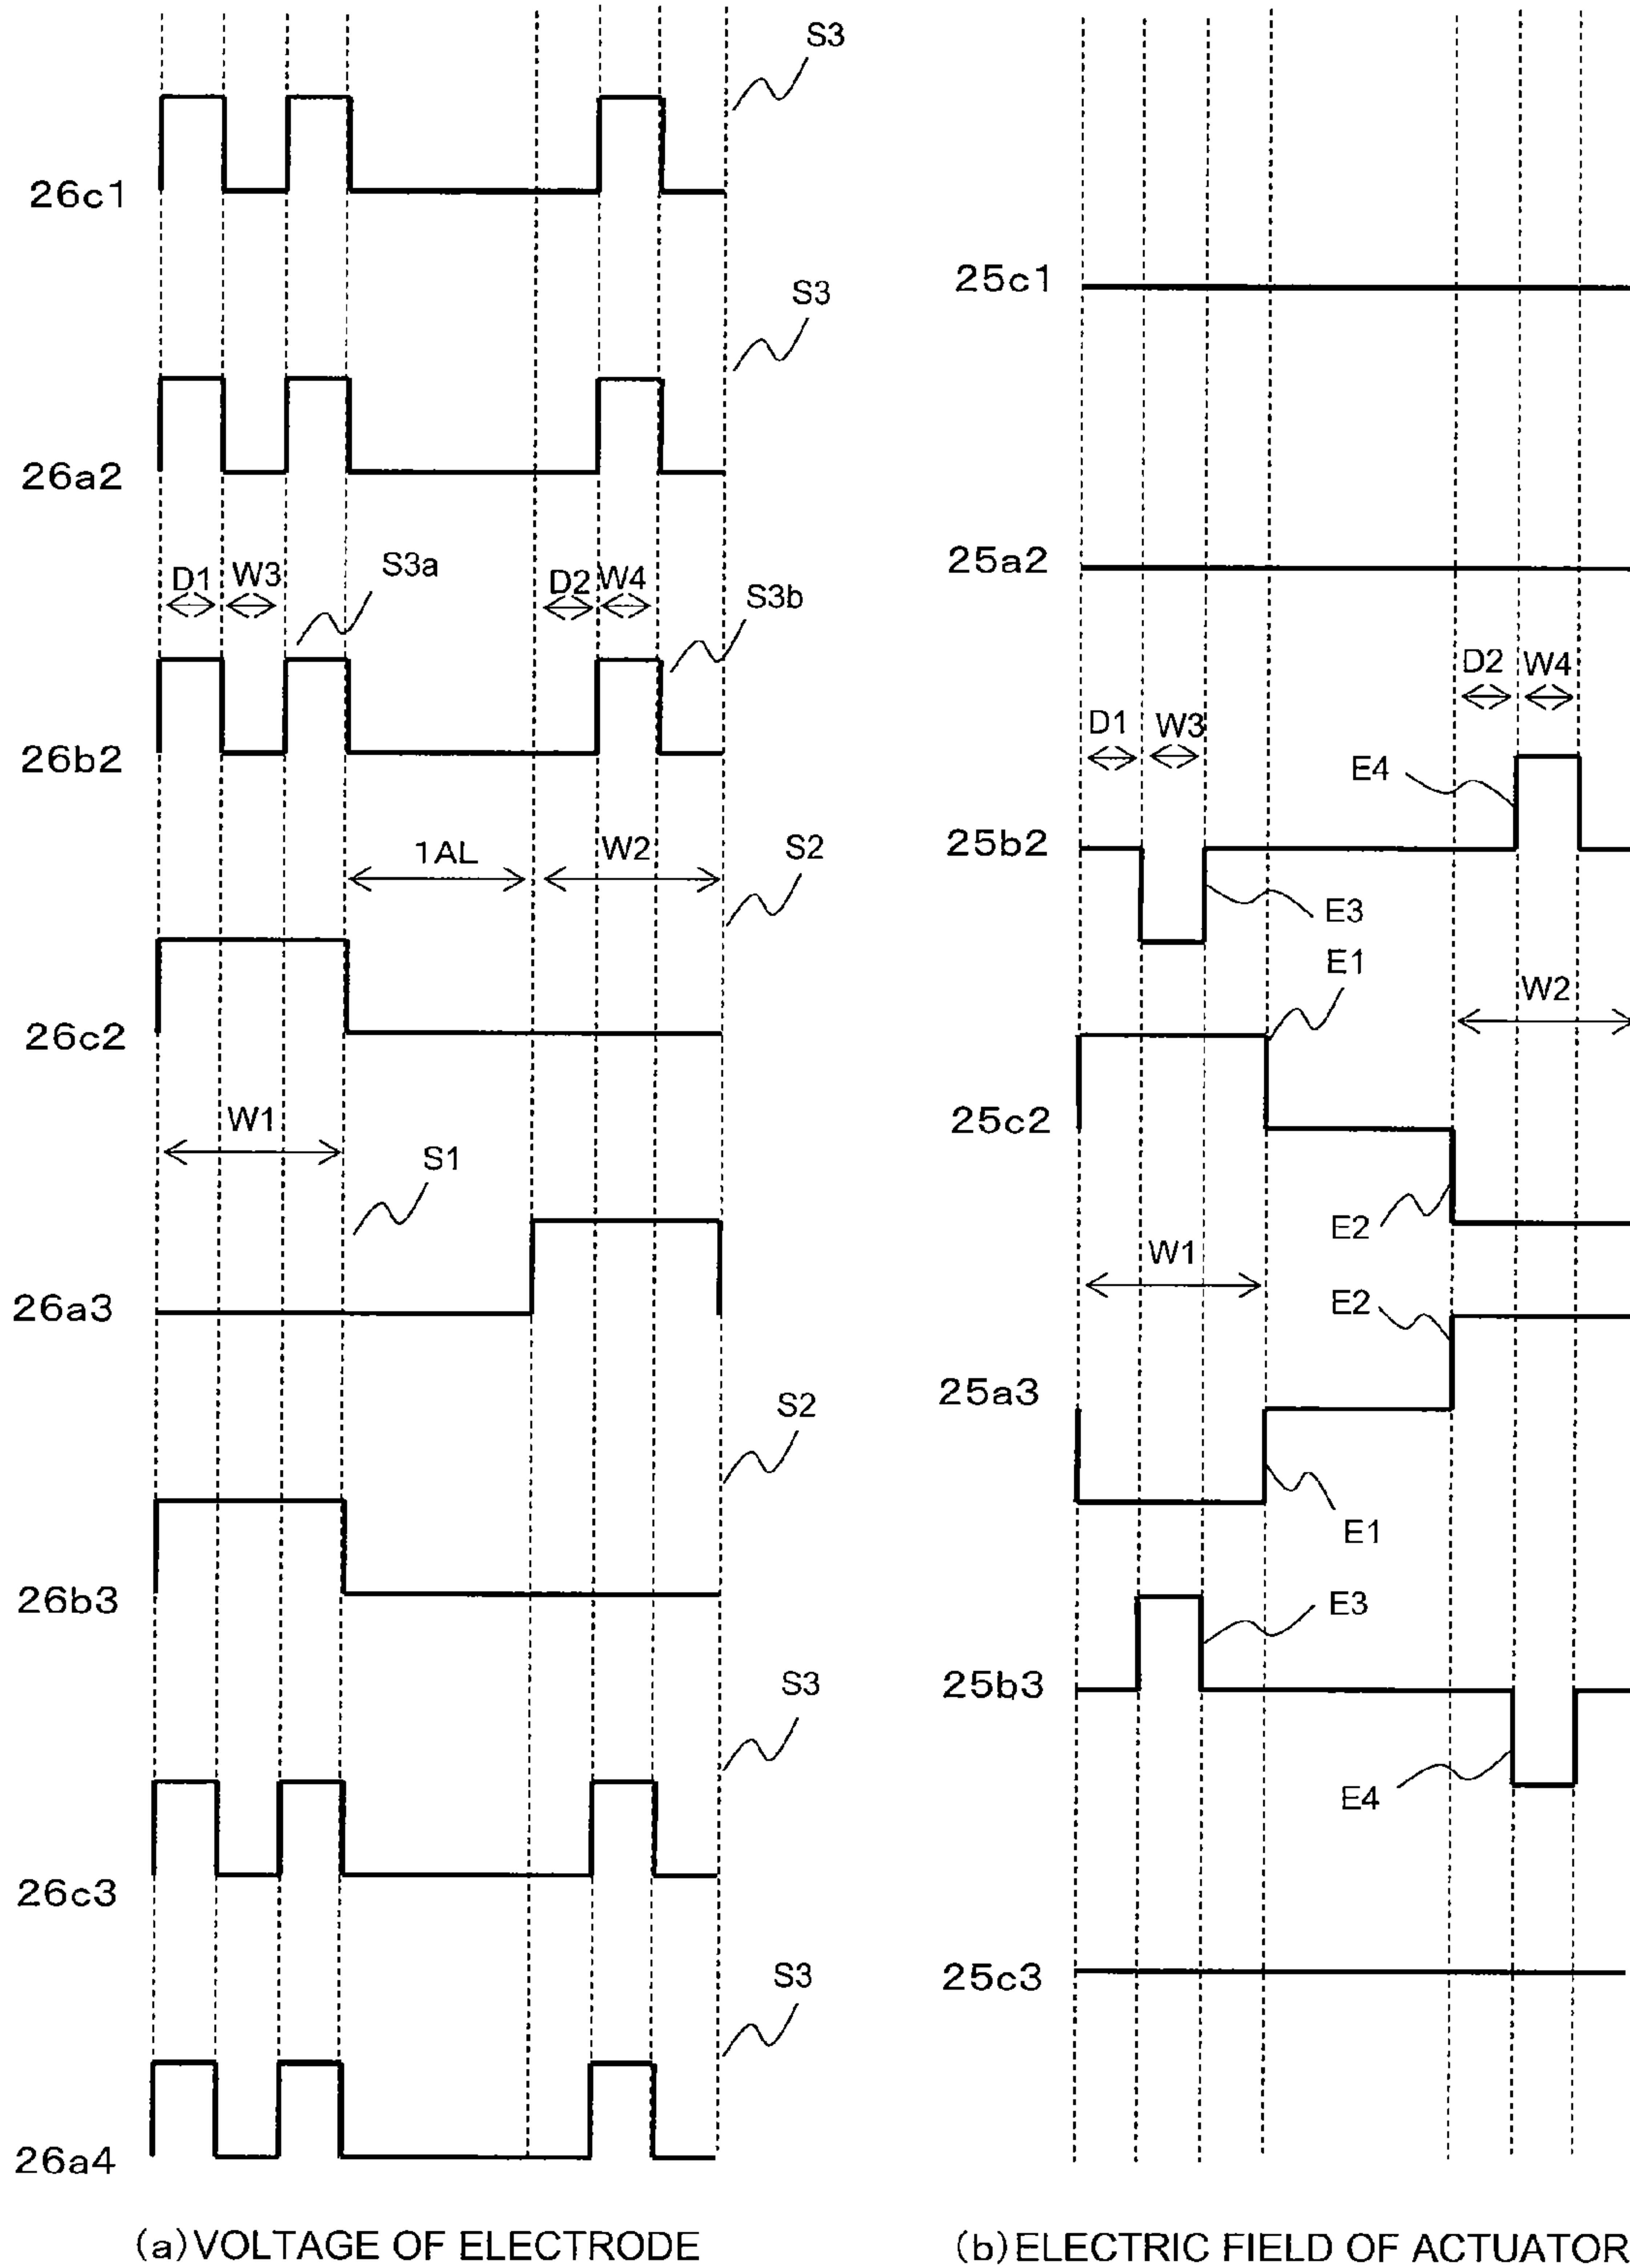 S3
26c1
S3
26a2
D1 W3 S3a D2 W4 S3b
26b2
1AL W2 S2
26c2
W1
S1
26a3
S2
26b3
S3
26c3
S3
26a4
(a) VOLTAGE OF ELECTRODE
25c1
25a2
D2 W4
D1 W3
E4
25b2
E3
E1
W2
25c2
E2
W1
E2
25a3
E1
E3
25b3
E4
25c3
(b) ELECTRIC FIELD OF ACTUATOR